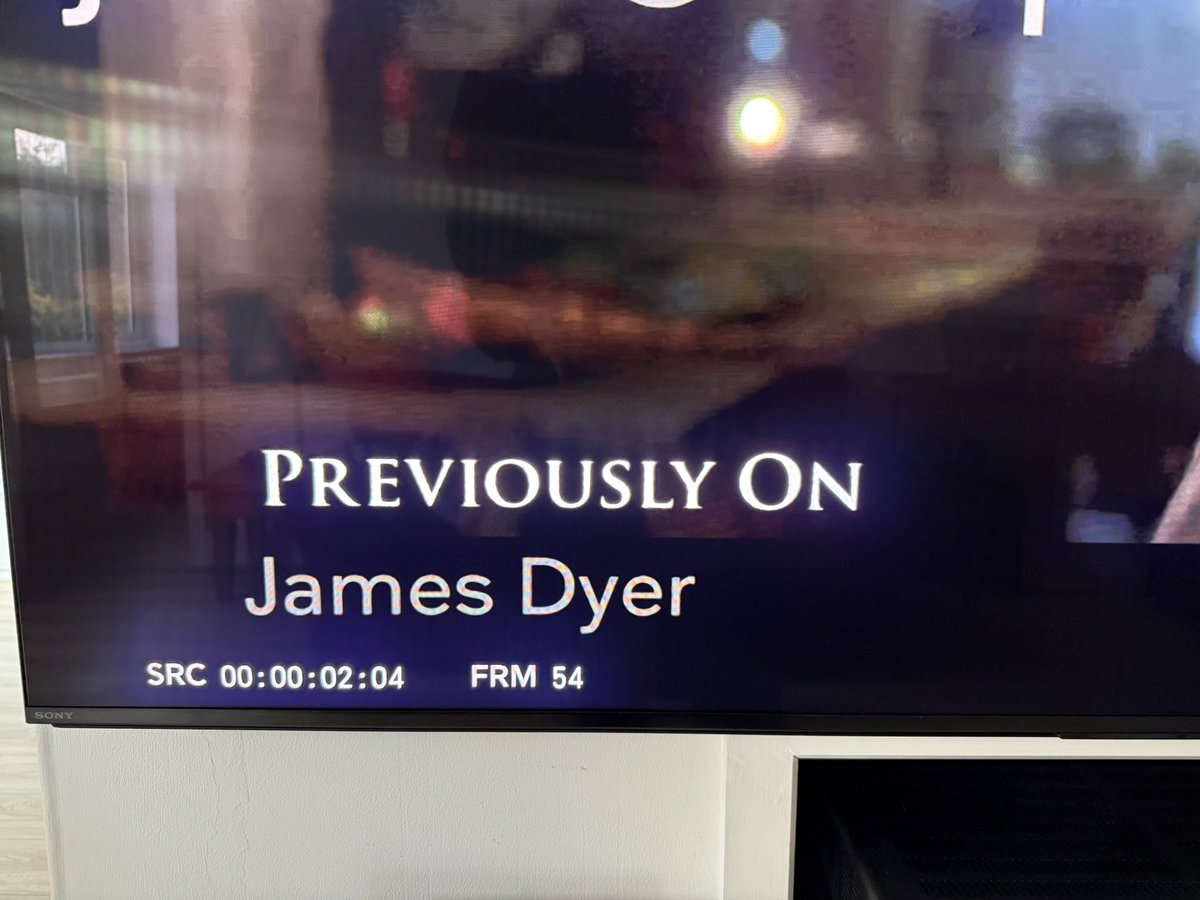 PREVIOUSLY ON
James Dyer
SRC 00:00:02:04 FRM 54
SONY